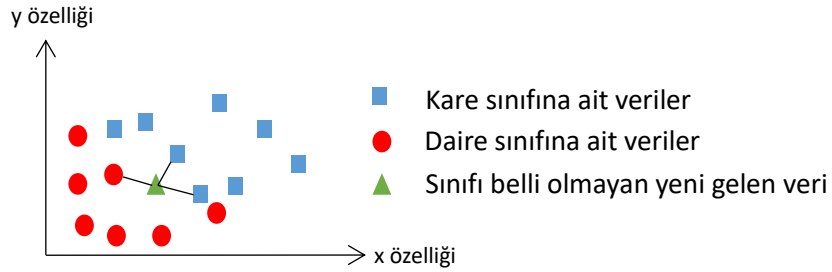 y özelliği
Kare sınıfına ait veriler
Daire sınıfına ait veriler
Sınıfı belli olmayan yeni gelen veri
x özelliği